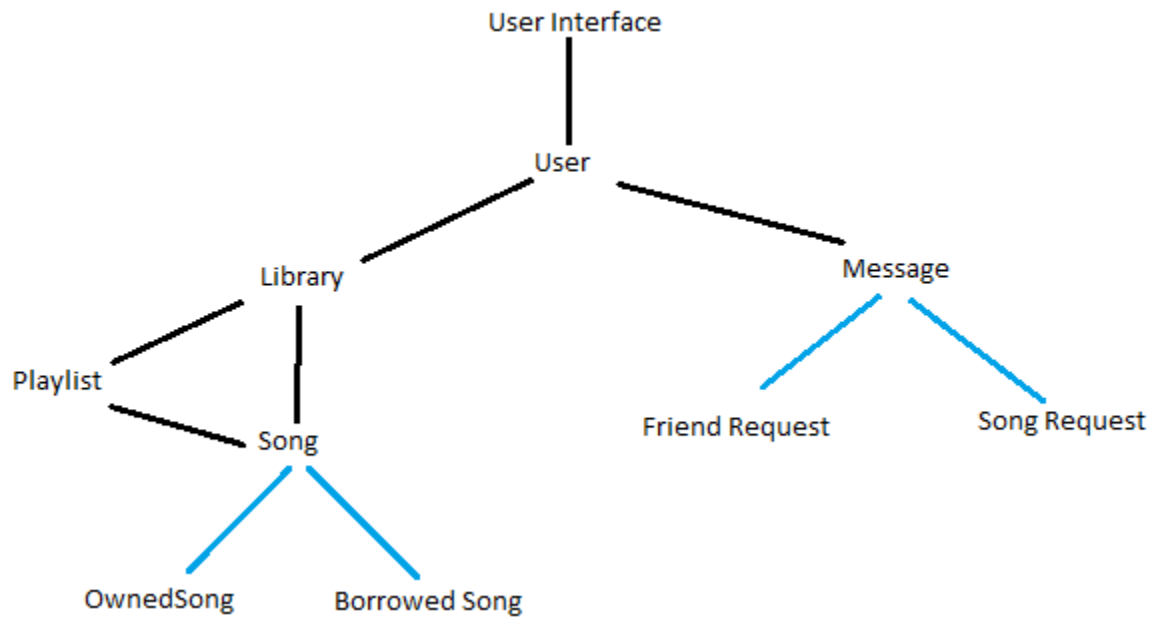 User Interface
User
Library
Message
Playlist
Song
Friend Request
Song Request
OwnedSong
Borrowed Song